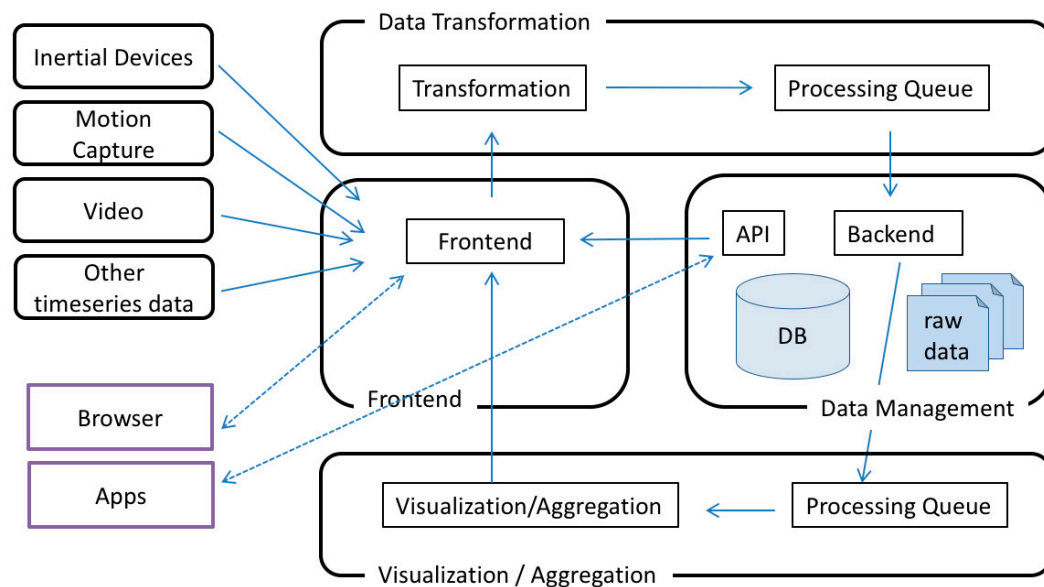 Data Transformation
Inertial Devices
Transformation
Processing Queue
Motion
Capture
Video
Other
timeseries data
Frontend
API
Backend
DB
raw
data
Browser
Frontend
Data Management
Apps
Visualization/Aggregation
Processing Queue
Visualization / Aggregation